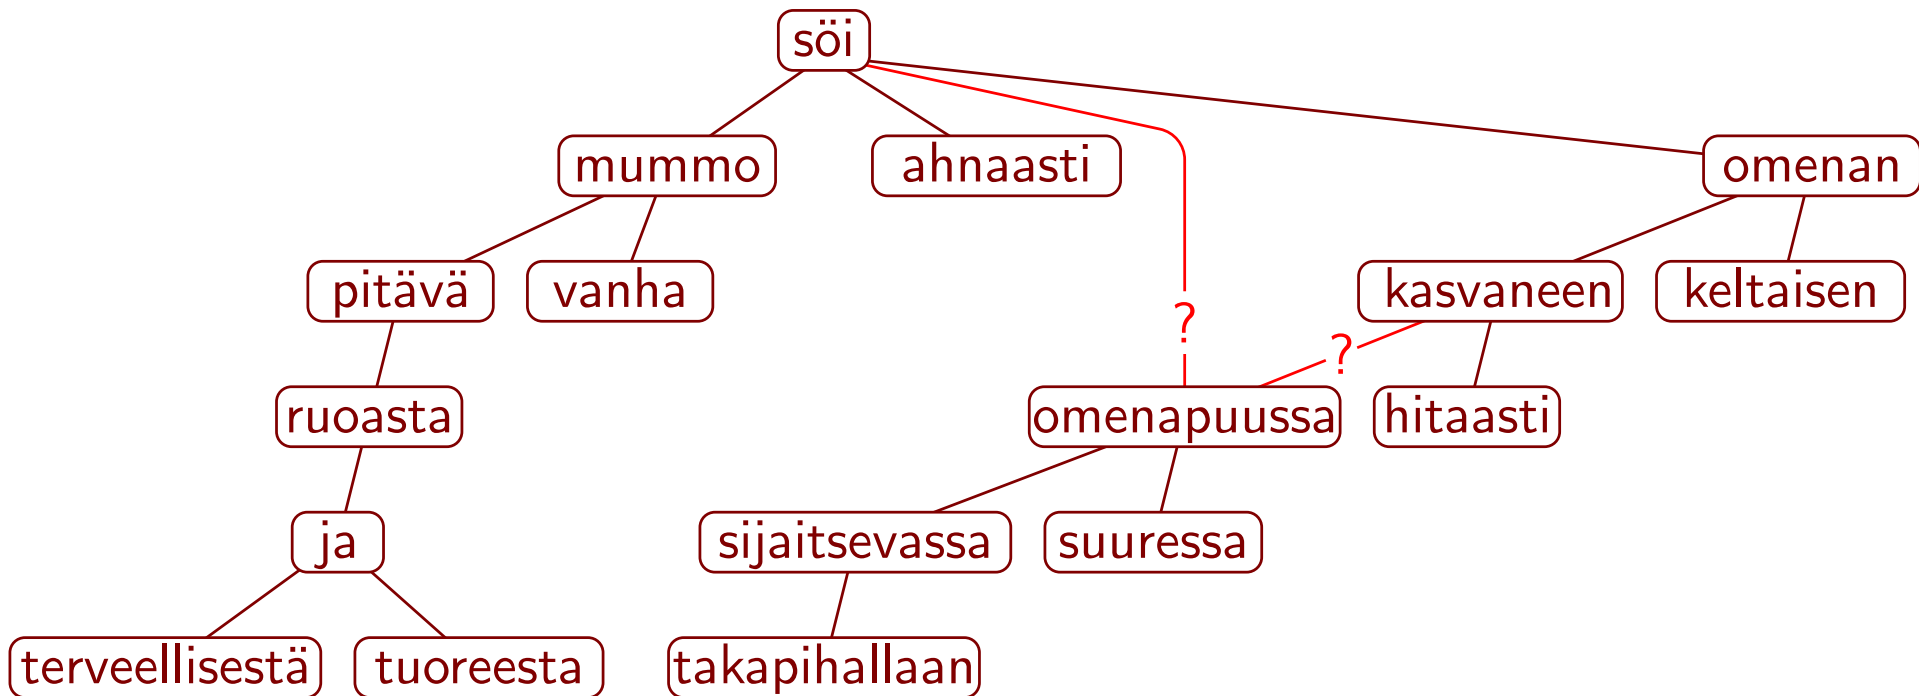 söi
mummo ahnaasti omenan
pitävä vanha kasvaneen keltaisen
?
?
ruoasta omenapuussa hitaasti
ja sijaitsevassa suuressa
terveellisestä tuoreesta takapihallaan